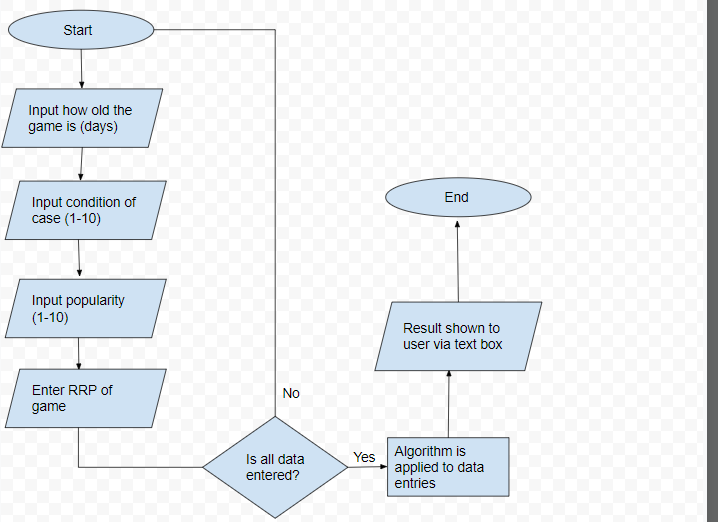 Start
Input how old the
game is (days)
Input condition of
case (1-10)
Input popularity
(1-10)
Enter RRP of
game
Is all data
entered?
No
Yes
Algorithm is
applied to data
entries
Result shown to
user via text box
End